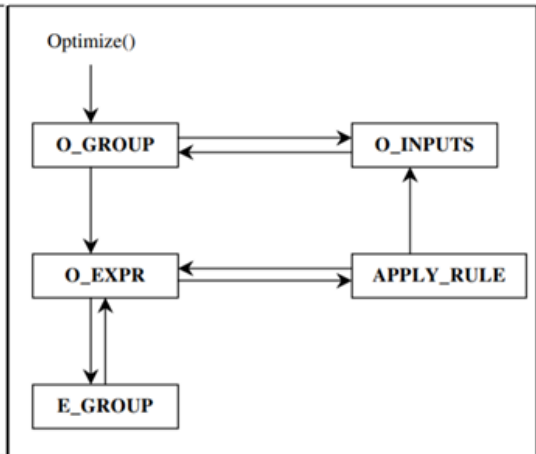 Optimize()
O_GROUP
O_INPUTS
O_EXPR
APPLY_RULE
E_GROUP